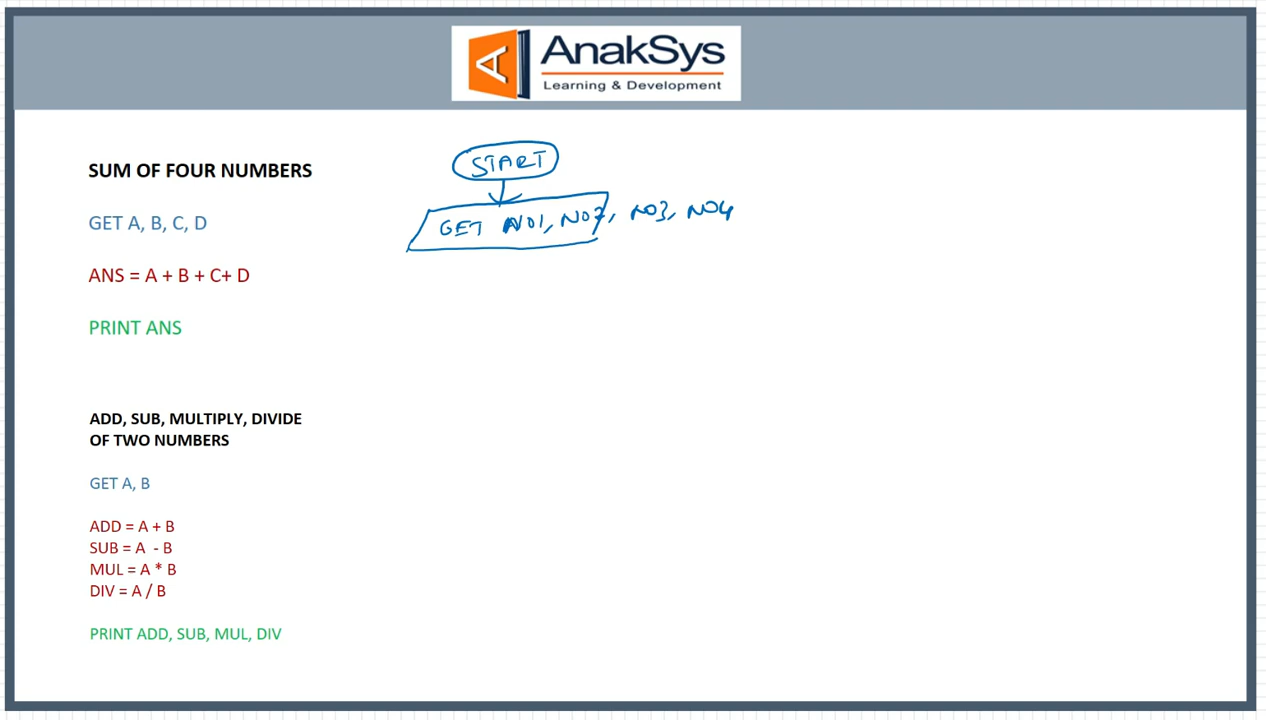 AnakSys
Learning & Development
SUM OF FOUR NUMBERS
START
GET NO1, NO2, NO3, NO4
GET A, B, C, D
ANS = A + B + C+ D
PRINT ANS
ADD, SUB, MULTIPLY, DIVIDE
OF TWO NUMBERS
GET A, B
ADD = A + B
SUB = A - B
MUL = A * B
DIV = A / B
PRINT ADD, SUB, MUL, DIV